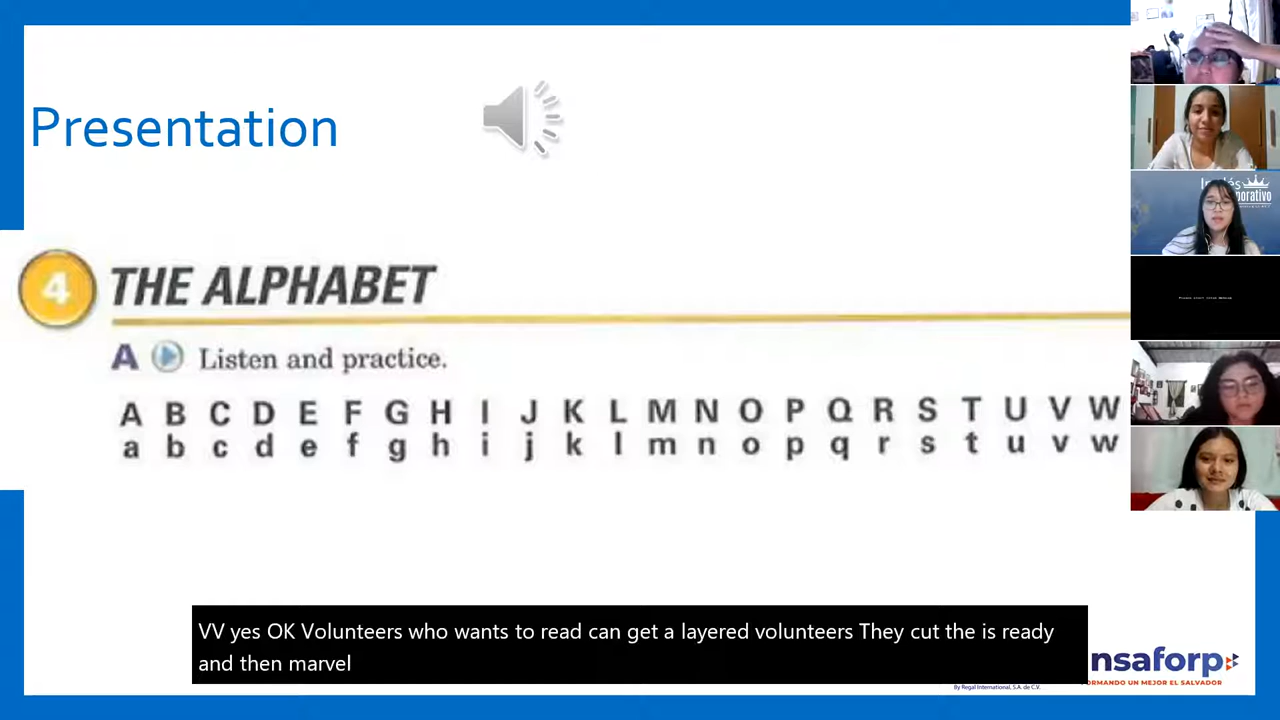 Presentation
4 THE ALPHABET
A Listen and practice.
A B C D E F G H I J K L M N O P Q R S T U V W
a b c d e f g h i j k l m n o p q r s t u v w
VV yes OK Volunteers who wants to read can get a layered volunteers They cut the is ready
and then marvel
nsaforp
FORMANDO UN MEJOR EL SALVADOR
By Regal International, S.A. de C.V.